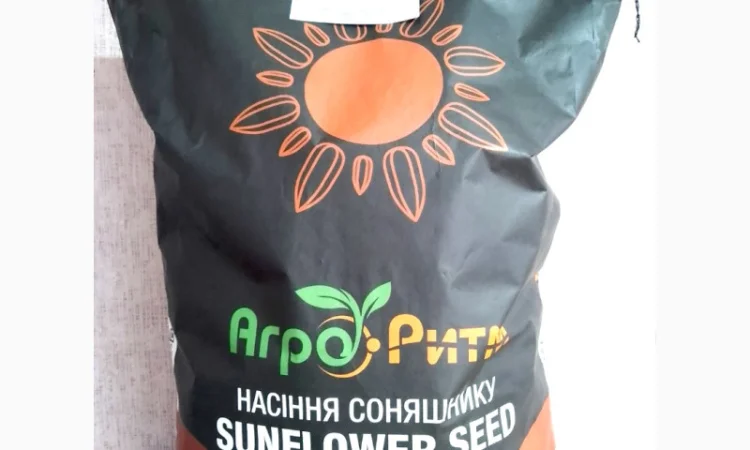 Агро Ритм
НАСІННЯ СОНЯШНИКУ
SUNFLOWER SEED